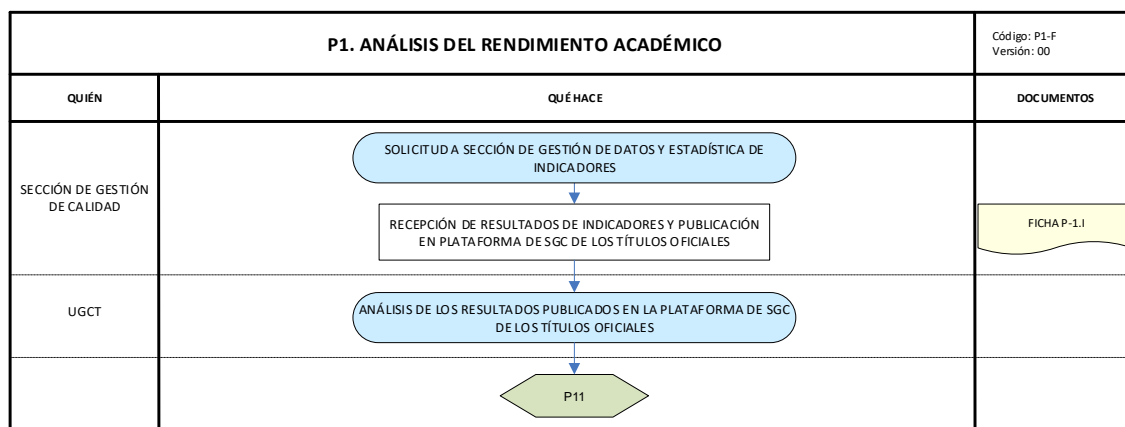 P1. ANÁLISIS DEL RENDIMIENTO ACADÉMICO
Código: P1-F
Versión: 00
QUIÉN
QUÉ HACE
DOCUMENTOS
SECCIÓN DE GESTIÓN
DE CALIDAD
SOLICITUD A SECCIÓN DE GESTIÓN DE DATOS Y ESTADÍSTICA DE
INDICADORES
RECEPCIÓN DE RESULTADOS DE INDICADORES Y PUBLICACIÓN
EN PLATAFORMA DE SGC DE LOS TÍTULOS OFICIALES
FICHA P-1.I
UGCT
ANÁLISIS DE LOS RESULTADOS PUBLICADOS EN LA PLATAFORMA DE SGC
DE LOS TÍTULOS OFICIALES
P11